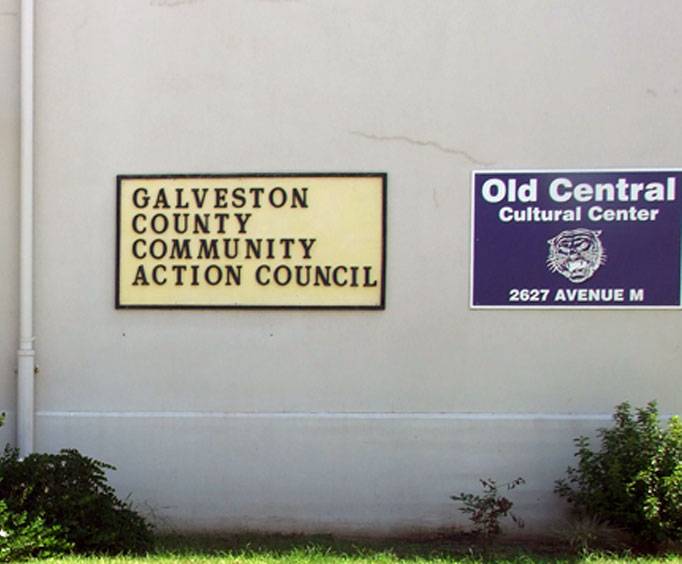 GALVESTON
COUNTY
COMMUNITY
ACTION COUNCIL
Old Central
Cultural Center
2627 AVENUE M